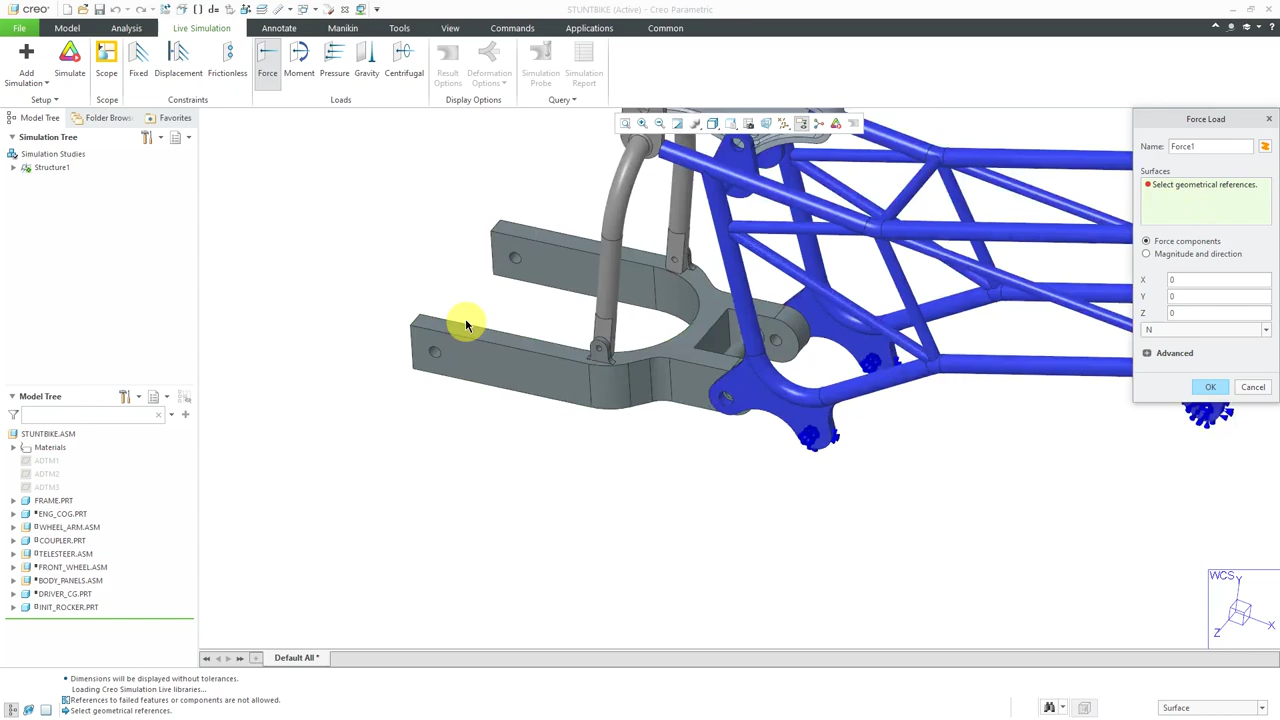 creo
STUNTBIKE (Active) - Creo Parametric
File Model Analysis Live Simulation Annotate Manikin Tools View Commands Applications Common
Add Simulation
Simulate
Scope
Fixed
Displacement
Frictionless
Force
Moment
Pressure
Gravity
Centrifugal
Result Options
Deformation Options
Simulation Probe
Simulation Report
Setup
Scope
Constraints
Loads
Display Options
Query
Model Tree
Folder Brows
Favorites
Simulation Tree
Simulation Studies
Structure1
Model Tree
STUNTBIKE.ASM
Materials
ADTM1
ADTM2
ADTM3
FRAME.PRT
ENG_COG.PRT
WHEEL_ARM.ASM
COUPLER.PRT
TELESTEER.ASM
FRONT_WHEEL.ASM
BODY_PANELS.ASM
DRIVER_CG.PRT
INIT_ROCKER.PRT
Force Load
Name: Force1
Surfaces
Select geometrical references.
Force components
Magnitude and direction
X 0
Y 0
Z 0
N
Advanced
OK Cancel
WCS
Y
X
Z
Default All *
• Dimensions will be displayed without tolerances.
Loading Creo Simulation Live libraries...
References to failed features or components are not allowed.
Select geometrical references.
Surface